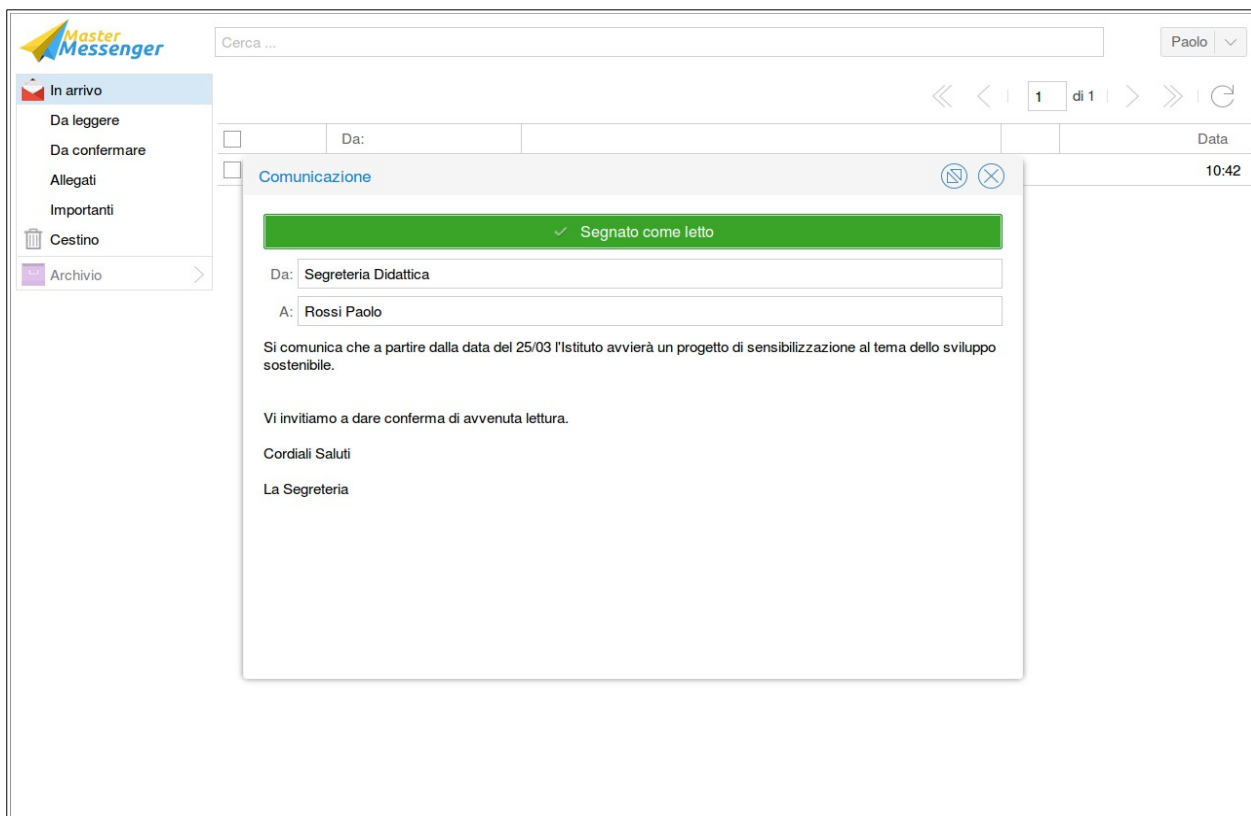 Master
Messenger
Cerca ...
Paolo
In arrivo
Da leggere
Da confermare
Allegati
Importanti
Cestino
Archivio
1 di 1
Da: Data
10:42
Comunicazione
Segnato come letto
Da: Segreteria Didattica
A: Rossi Paolo
Si comunica che a partire dalla data del 25/03 l'Istituto avvierà un progetto di sensibilizzazione al tema dello sviluppo
sostenibile.
Vi invitiamo a dare conferma di avvenuta lettura.
Cordiali Saluti
La Segreteria